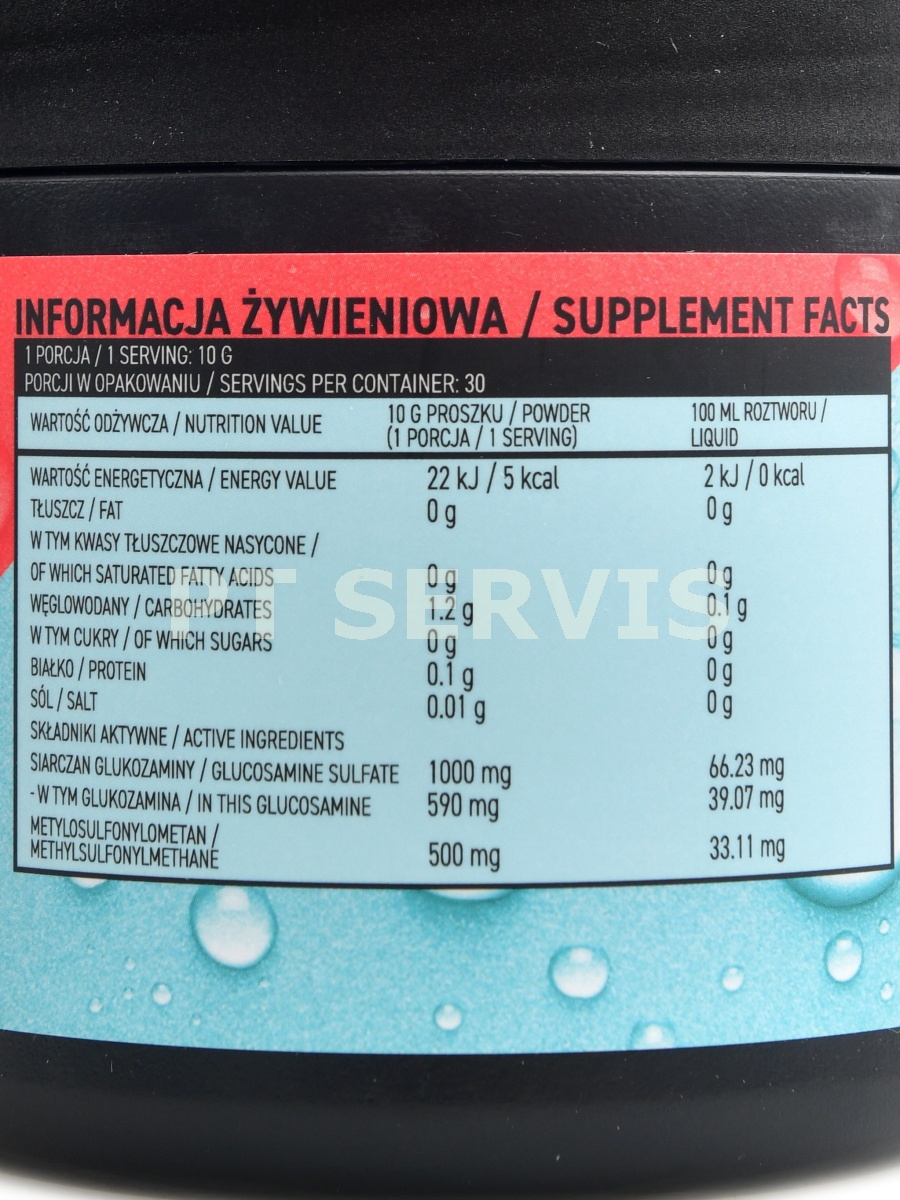 INFORMACJA ŻYWIENIOWA / SUPPLEMENT FACTS
1 PORCJA / 1 SERVING: 10 G
PORCJI W OPAKOWANIU / SERVINGS PER CONTAINER: 30
WARTOŚĆ ODŻYWCZA / NUTRITION VALUE 10 G PROSZKU / POWDER 100 ML ROZTWORU /
(1 PORCJA / 1 SERVING) LIQUID
WARTOŚĆ ENERGETYCZNA / ENERGY VALUE 22 kJ / 5 kcal 2 kJ / 0 kcal
TŁUSZCZ / FAT 0 g 0 g
W TYM KWASY TŁUSZCZOWE NASYCONE /
OF WHICH SATURATED FATTY ACIDS 0 g 0 g
WĘGLOWODANY / CARBOHYDRATES 1.2 g 0.1 g
W TYM CUKRY / OF WHICH SUGARS 0 g 0 g
BIAŁKO / PROTEIN 0.1 g 0 g
SÓL / SALT 0.01 g 0 g
SKŁADNIKI AKTYWNE / ACTIVE INGREDIENTS
SIARCZAN GLUKOZAMINY / GLUCOSAMINE SULFATE 1000 mg 66.23 mg
- W TYM GLUKOZAMINA / IN THIS GLUCOSAMINE 590 mg 39.07 mg
METYLOSULFONYLOMETAN /
METHYLSULFONYLMETHANE 500 mg 33.11 mg
PT SERVIS